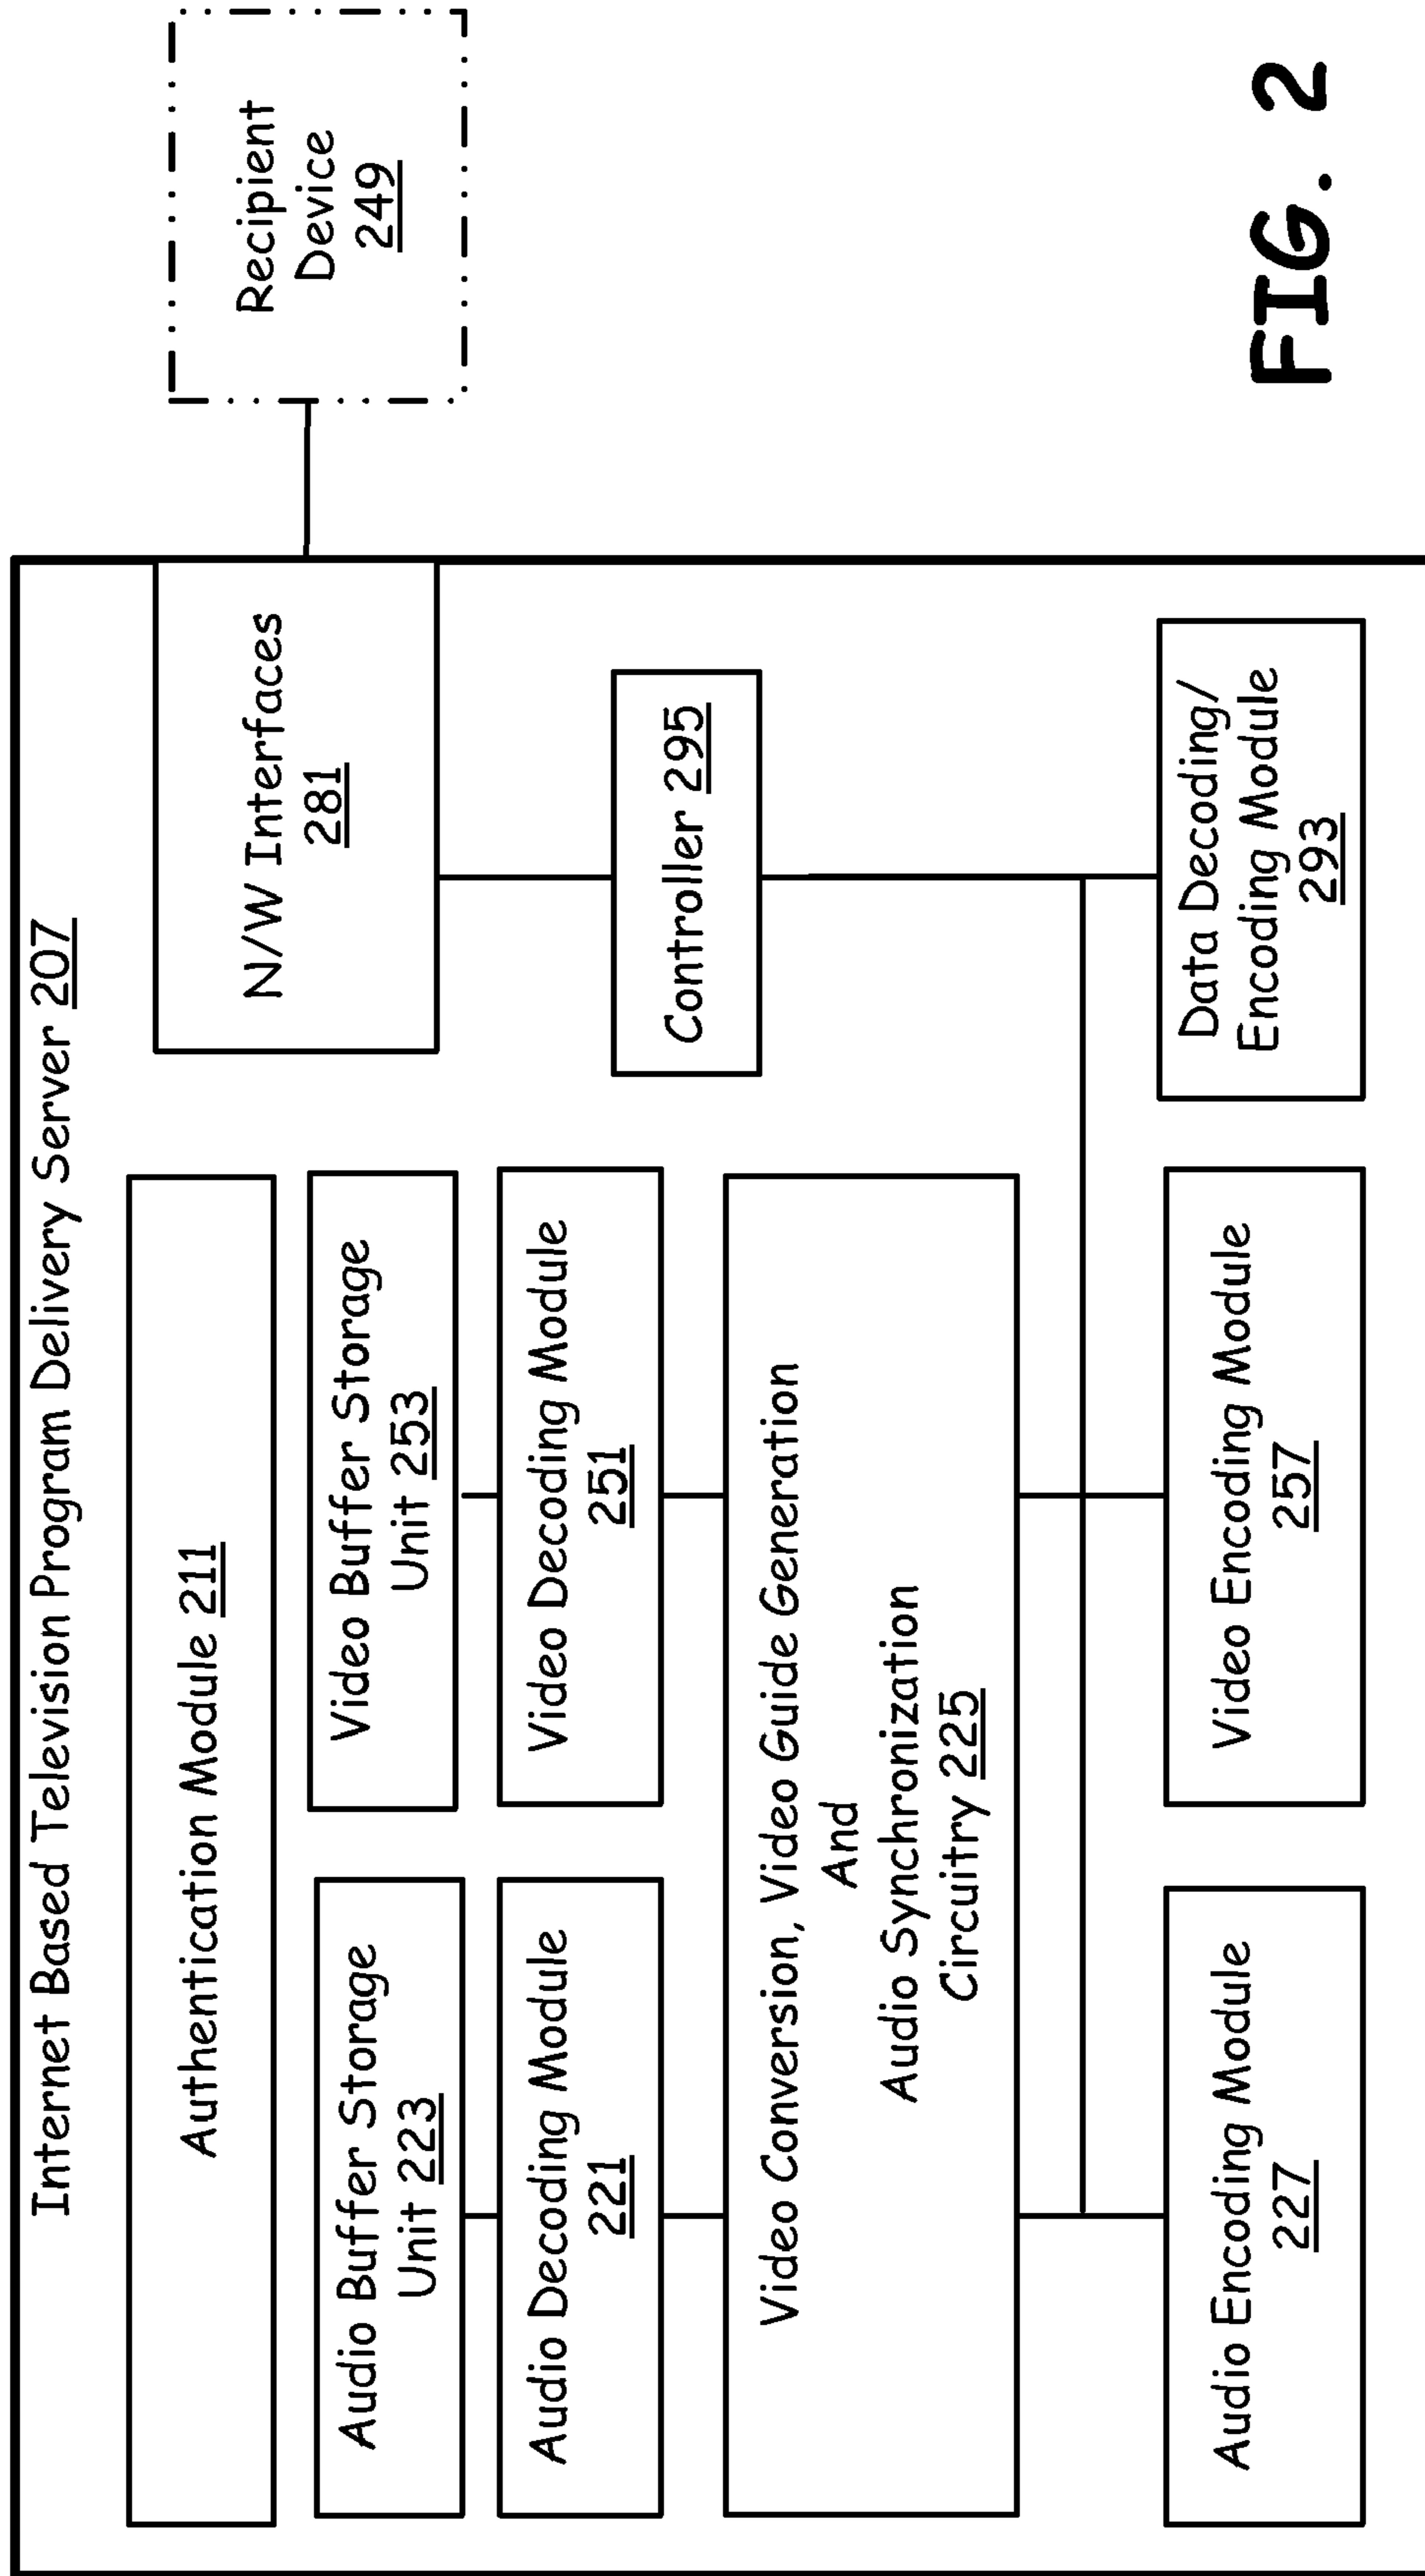 Internet Based Television Program Delivery Server 207
Authentication Module 211
Audio Buffer Storage
Unit 223
Video Buffer Storage
Unit 253
Audio Decoding Module
221
Video Decoding Module
251
Video Conversion, Video Guide Generation
And
Audio Synchronization
Circuitry 225
Audio Encoding Module
227
Video Encoding Module
257
N/W Interfaces
281
Controller 295
Data Decoding/
Encoding Module
293
Recipient
Device
249
FIG. 2